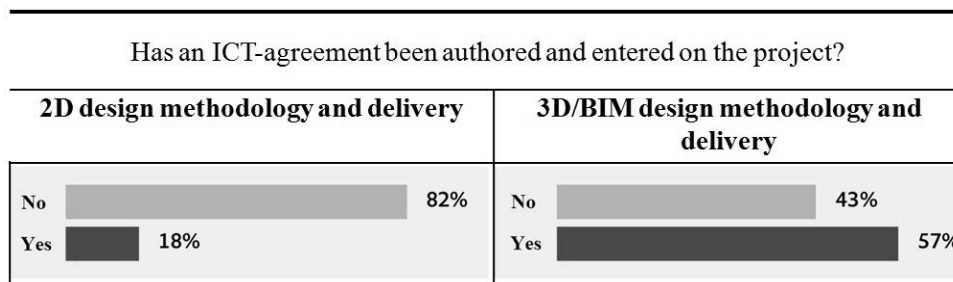 Has an ICT-agreement been authored and entered on the project?
2D design methodology and delivery
3D/BIM design methodology and
delivery
No 82%
Yes 18%
No 43%
Yes 57%